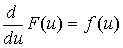 d/du F(u) = f(u)